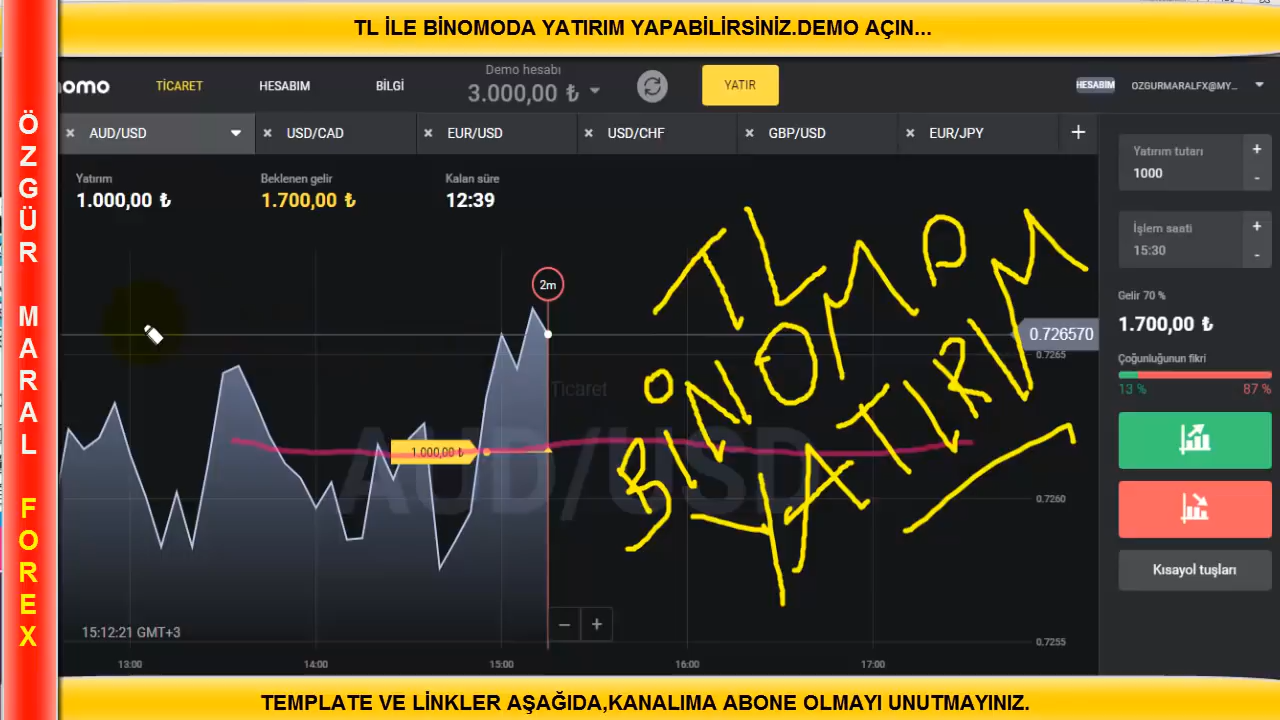 TL İLE BİNOMODA YATIRIM YAPABİLİRSİNİZ.DEMO AÇIN...
ÖZGÜR MARAL FOREX
nomo
TİCARET
HESABIM
BİLGİ
Demo hesabı
3.000,00 ₺
YATIR
HESABIM
OZGURMARALFX@MY...
AUD/USD
USD/CAD
EUR/USD
USD/CHF
GBP/USD
EUR/JPY
+
Yatırım
1.000,00 ₺
Beklenen gelir
1.700,00 ₺
Kalan süre
12:39
Yatırım tutarı
1000
+
-
İşlem saati
15:30
+
-
Gelir 70 %
1.700,00 ₺
Çoğunluğunun fikri
13 %
87 %
Kısayol tuşları
2m
TL
BİNOMO
YATIRIM
0.726570
0.7265
Ticaret
1.000,00 ₺
AUD/USD
0.7260
0.7255
− +
15:12:21 GMT+3
13:00
14:00
15:00
16:00
17:00
TEMPLATE VE LİNKLER AŞAĞIDA,KANALIMA ABONE OLMAYI UNUTMAYINIZ.